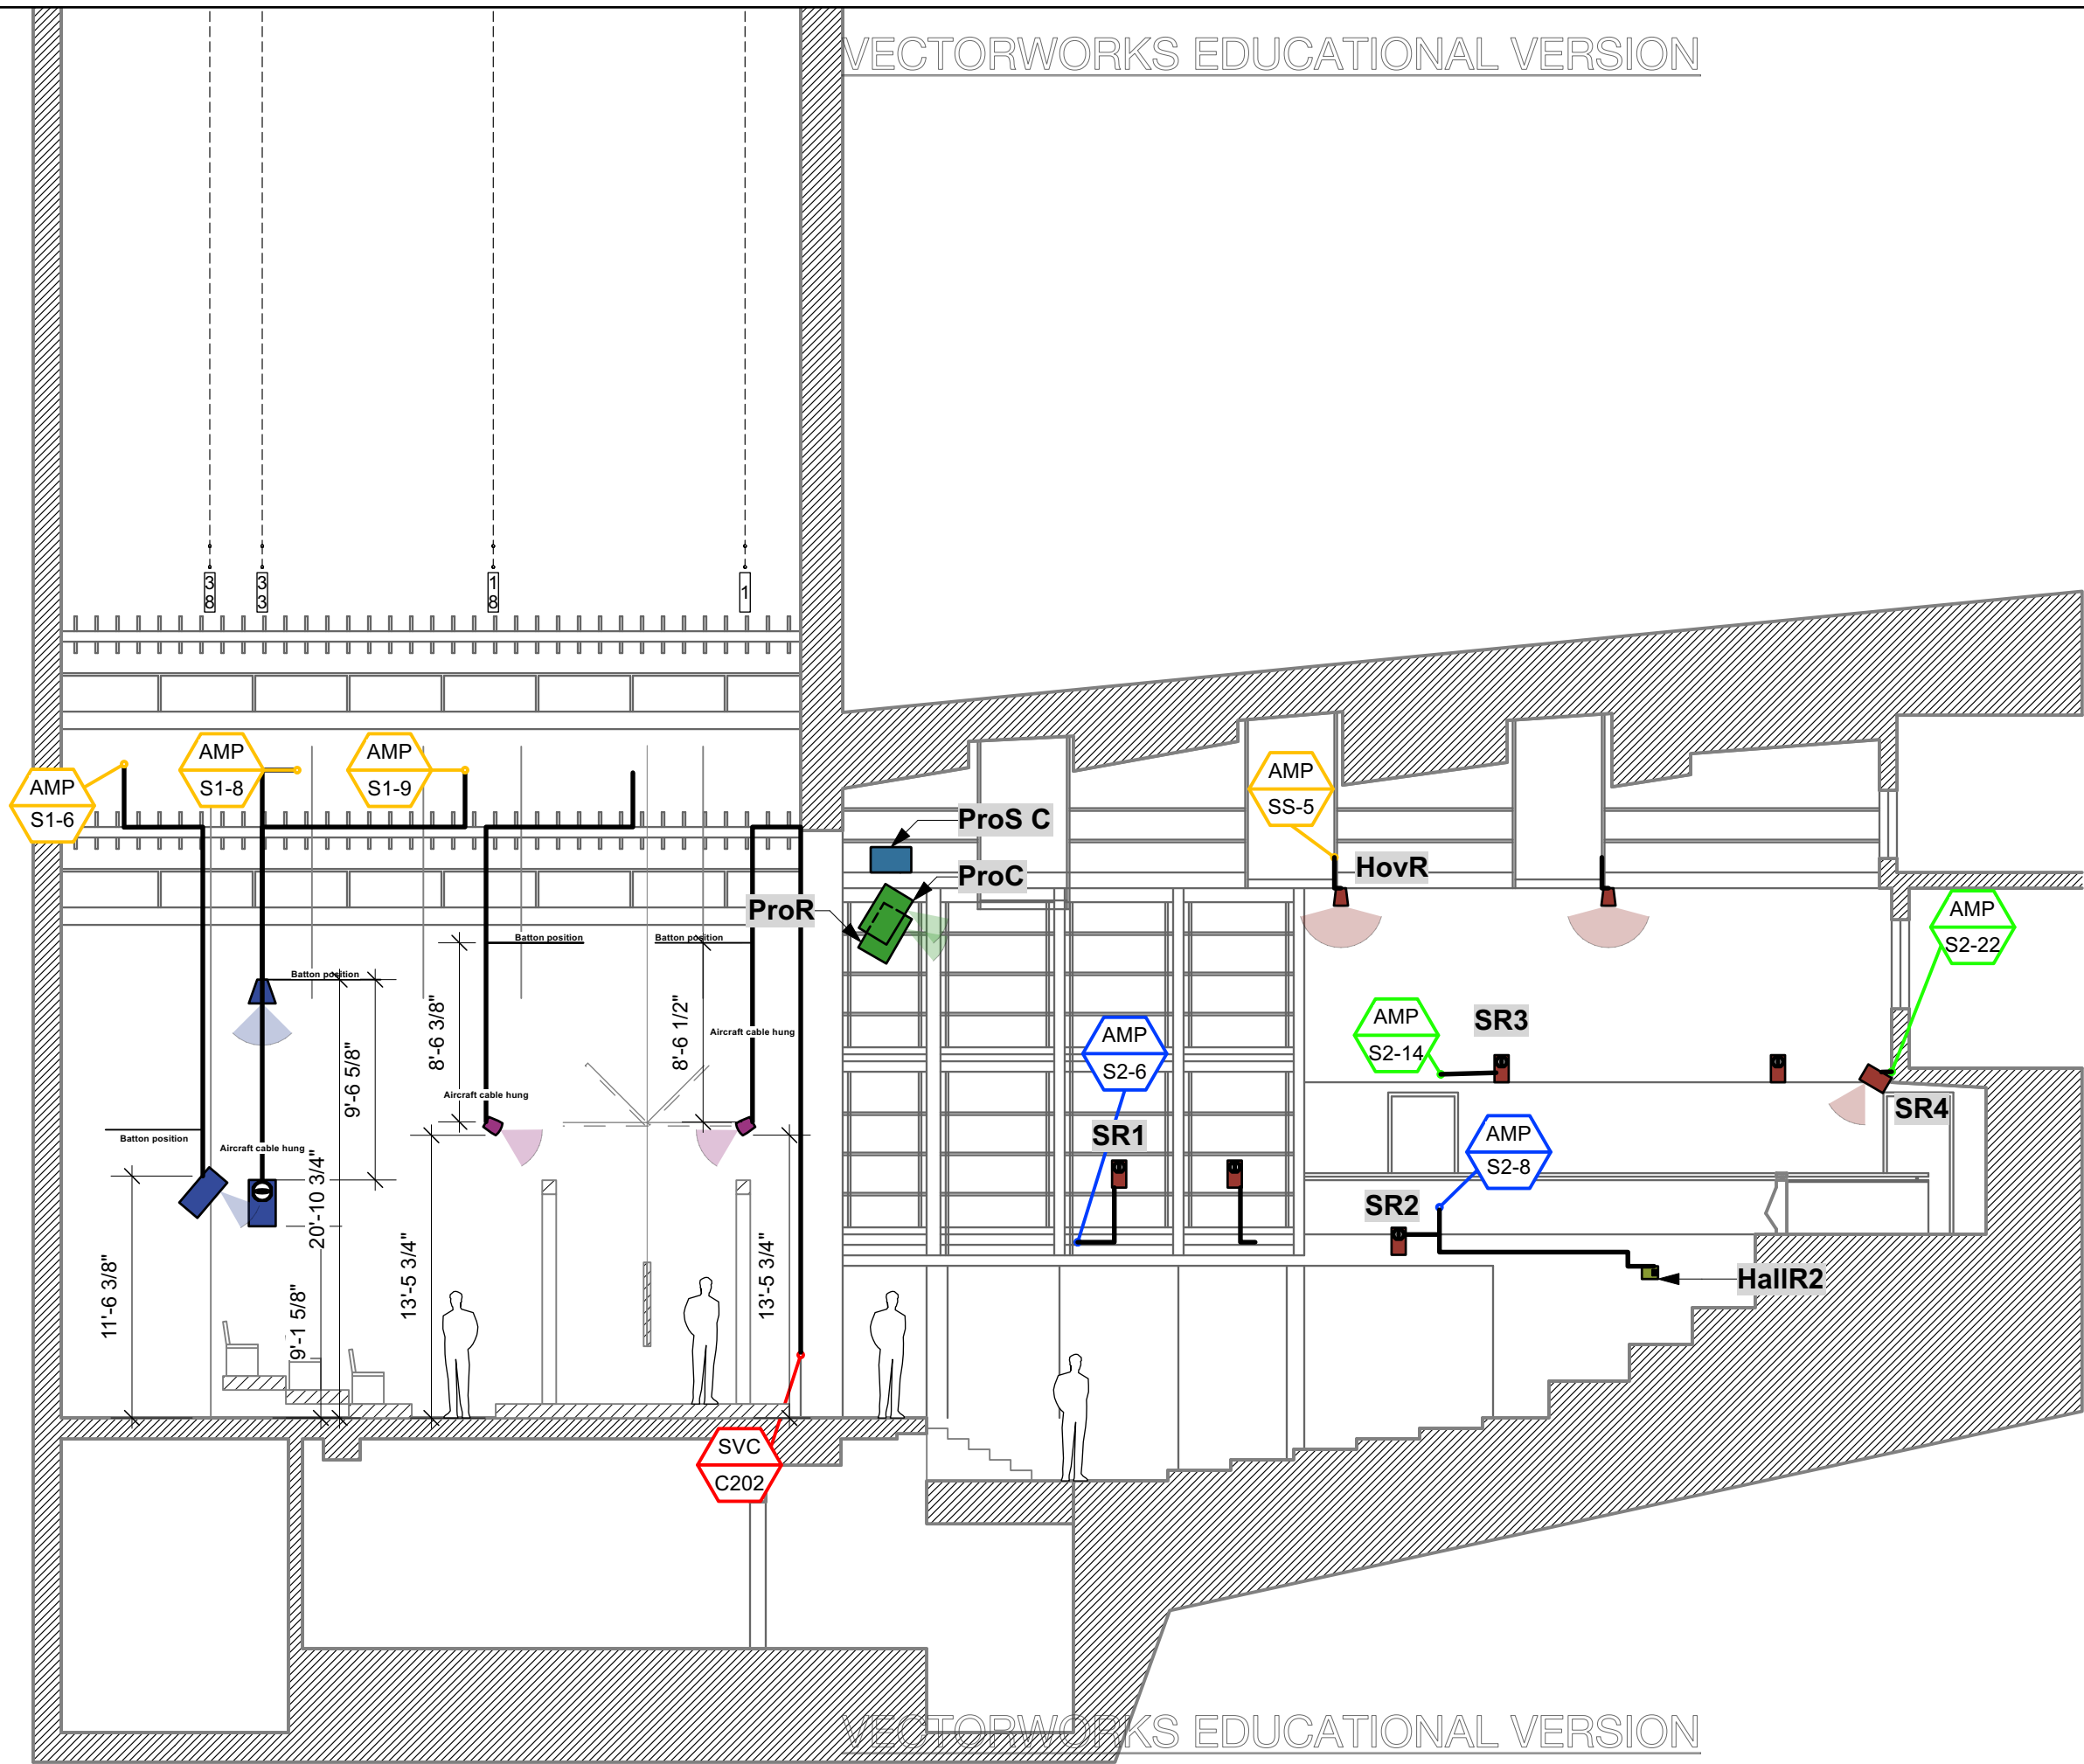 VECTORWORKS EDUCATIONAL VERSION
38
33
18
1
AMP
S1-6
AMP
S1-8
AMP
S1-9
AMP
SS-5
ProS C
ProC
ProR
HovR
AMP
S2-22
Batton position
Batton position
Batton position
Batton position
8'-6 3/8"
8'-6 1/2"
9'-6 5/8"
Aircraft cable hung
Aircraft cable hung
Aircraft cable hung
AMP
S2-14
SR3
AMP
S2-6
SR1
SR4
AMP
S2-8
SR2
HallR2
11'-6 3/8"
20'-10 3/4"
9'-1 5/8"
13'-5 3/4"
13'-5 3/4"
SVC
C202
VECTORWORKS EDUCATIONAL VERSION